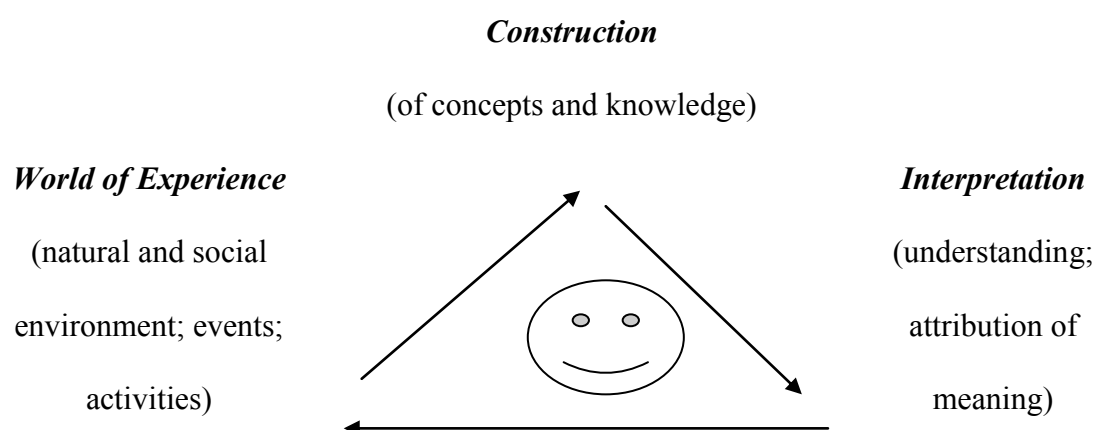 Construction
(of concepts and knowledge)
World of Experience
(natural and social
environment; events;
activities)
Interpretation
(understanding;
attribution of
meaning)